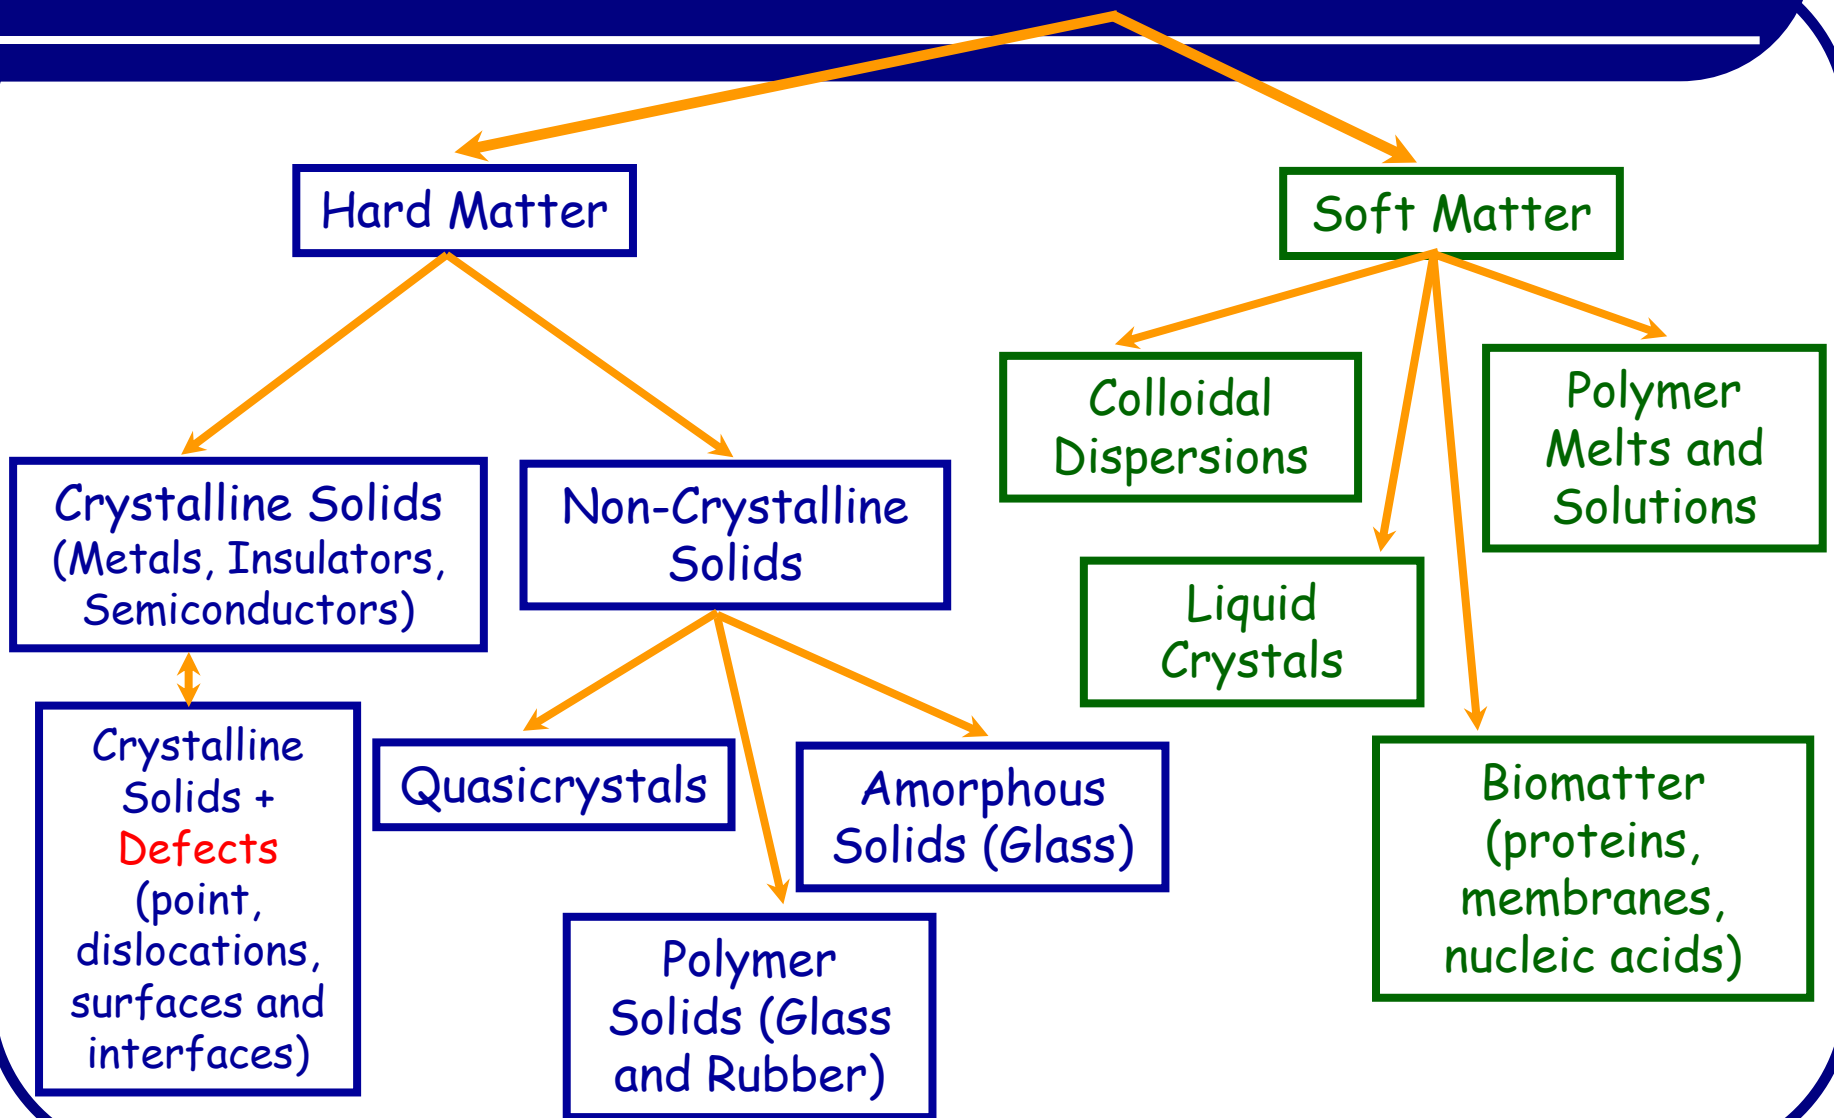 Hard Matter
Soft Matter
Colloidal
Dispersions
Polymer
Melts and
Solutions
Crystalline Solids
(Metals, Insulators,
Semiconductors)
Non-Crystalline
Solids
Liquid
Crystals
Crystalline
Solids +
Defects
(point,
dislocations,
surfaces and
interfaces)
Quasicrystals
Amorphous
Solids (Glass)
Biomatter
(proteins,
membranes,
nucleic acids)
Polymer
Solids (Glass
and Rubber)